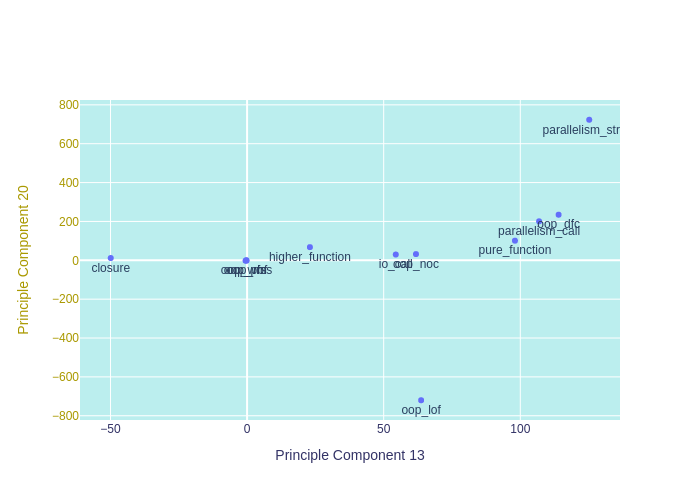 800
600
400
200
0
−200
−400
−600
−800
Principle Component 20
parallelism_str
oop_dfc
parallelism_call
pure_function
higher_function
io_call
oop_noc
closure
oop_lof
−50
0
50
100
Principle Component 13